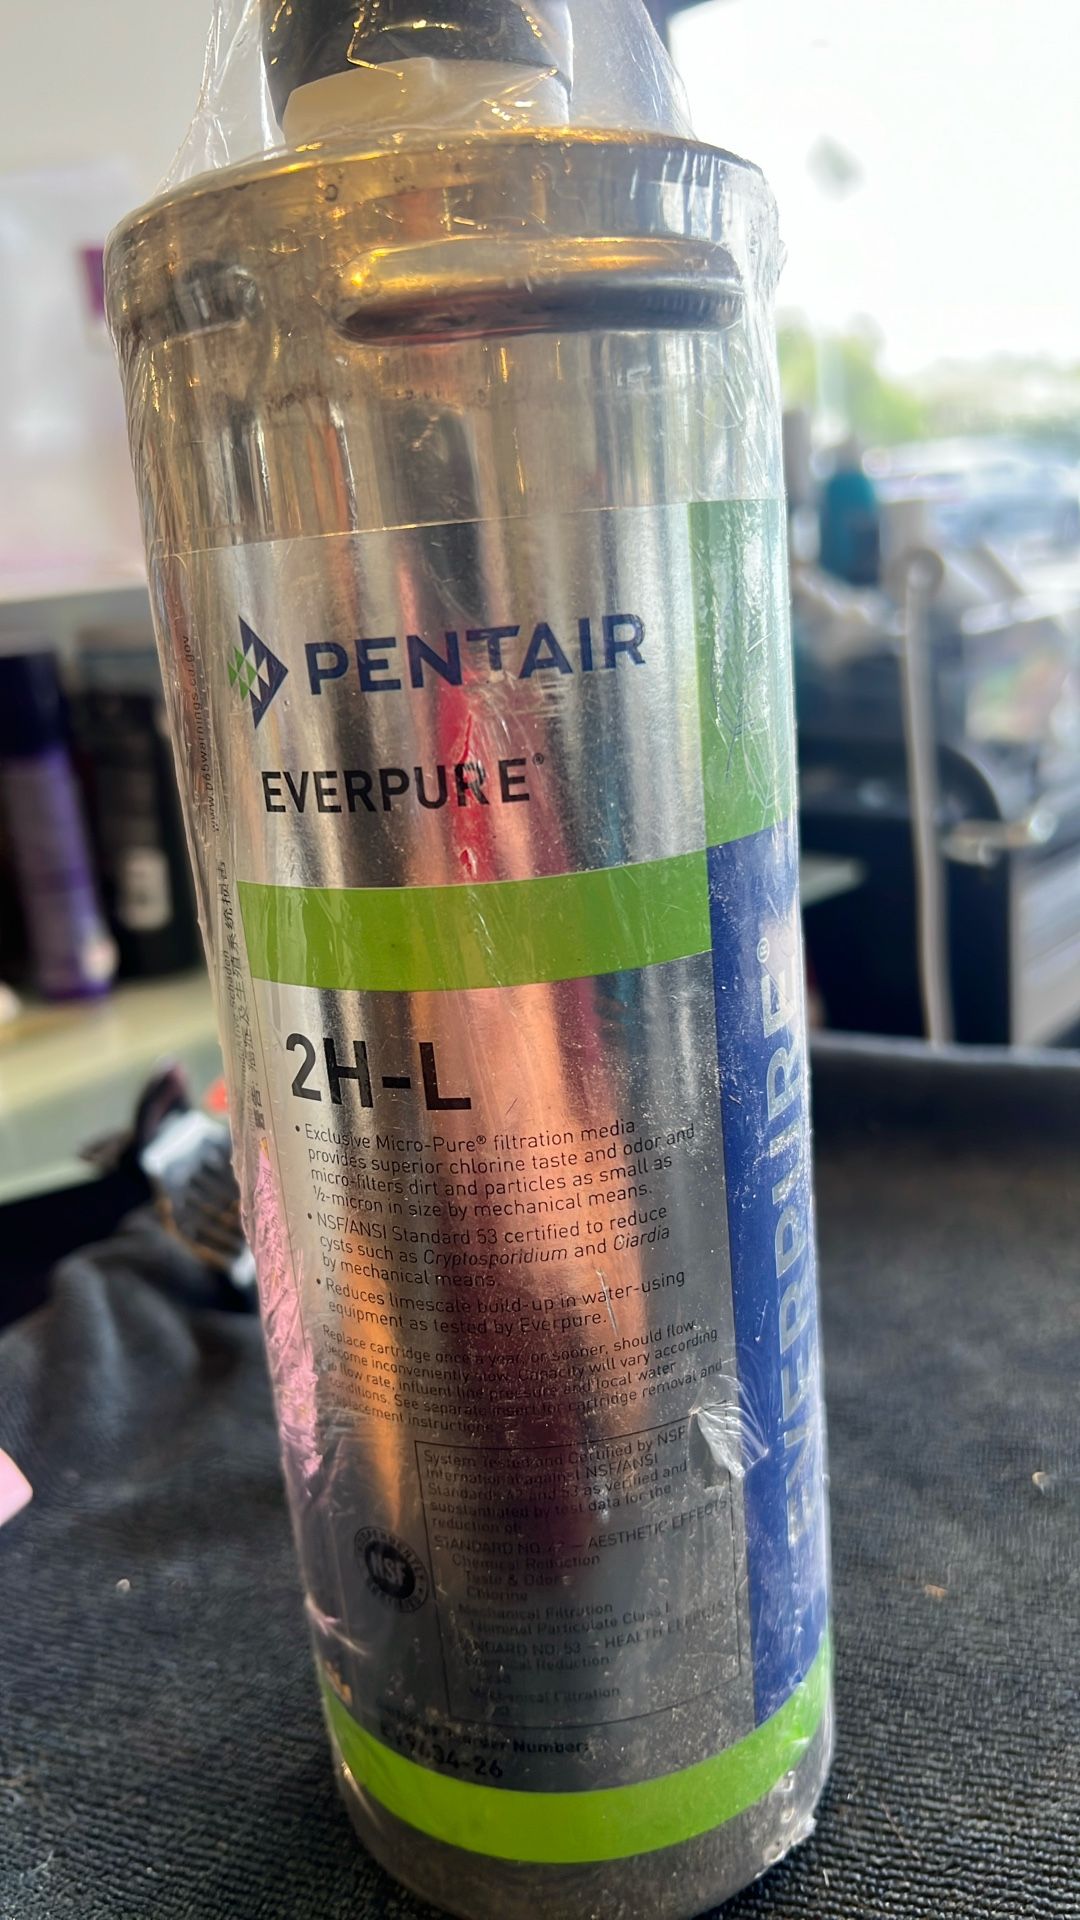 PENTAIR
EVERPURE®
2H-L
• Exclusive Micro-Pure® filtration media
provides superior chlorine taste and odor and
micro-filters dirt and particles as small as
½-micron in size by mechanical means.
• NSF/ANSI Standard 53 certified to reduce
cysts such as Cryptosporidium and Giardia
by mechanical means.
• Reduces limescale build-up in water-using
equipment as tested by Everpure.
Replace cartridge once a year, or sooner, should flow
become inconveniently slow. Capacity will vary according
to flow rate, influent line pressure and local water
conditions. See separate insert for cartridge removal and
replacement instructions.
System Tested and Certified by NSF
International against NSF/ANSI
Standards 42 and 53 as verified and
substantiated by test data for the
reduction of:
STANDARD NO. 42 — AESTHETIC EFFECTS
Chemical Reduction
Taste & Odor
Chlorine
Mechanical Filtration
Nominal Particulate Class I
STANDARD NO. 53 — HEALTH EFFECTS
Chemical Reduction
Mechanical Filtration
NSF
Number:
34-26
EVERPURE®
www.p65warnings.ca.gov